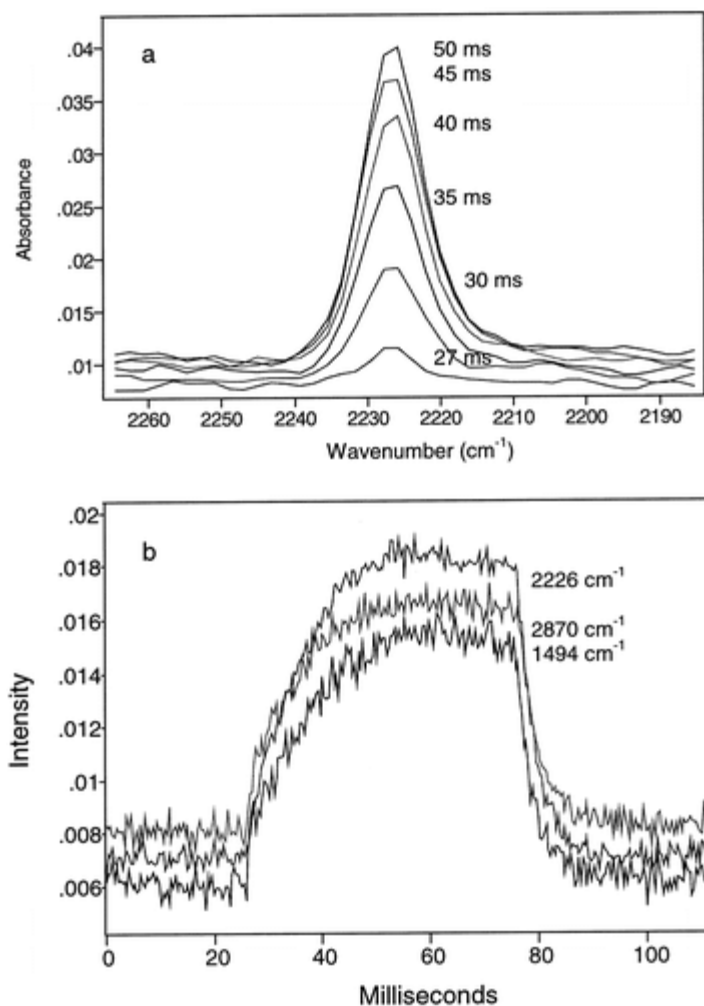 a
.04
.035
.03
.025
.02
.015
.01
Absorbance
50 ms
45 ms
40 ms
35 ms
30 ms
27 ms
2260 2250 2240 2230 2220 2210 2200 2190
Wavenumber (cm⁻¹)
b
.02
.018
.016
.014
.012
.01
.008
.006
Intensity
2226 cm⁻¹
2870 cm⁻¹
1494 cm⁻¹
0 20 40 60 80 100
Milliseconds